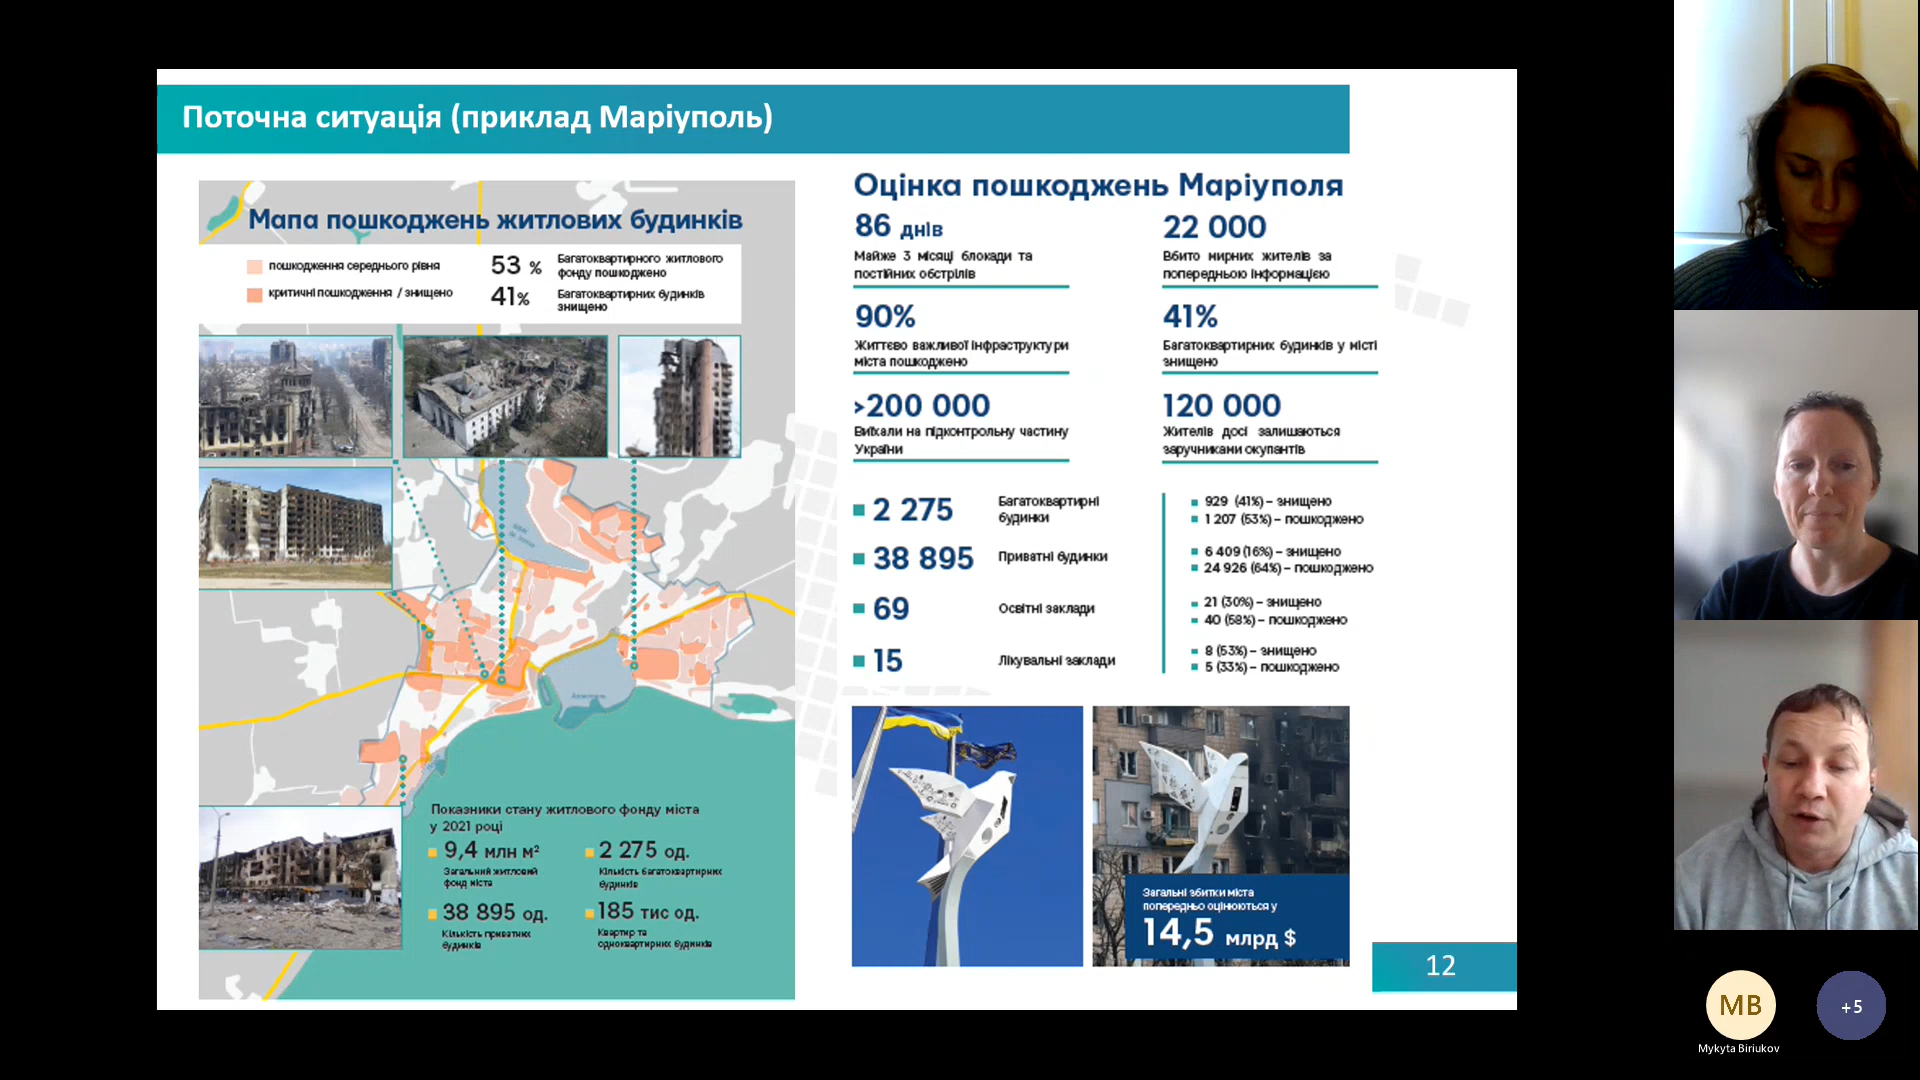 Поточна ситуація (приклад Маріуполь)
Мапа пошкоджень житлових будинків
пошкодження середнього рівня
критичні пошкодження / знищено
53 %
Багатоквартирного житлового
фонду пошкоджено
41%
Багатоквартирних будинків
знищено
Показники стану житлового фонду міста
у 2021 році
9,4 млн м²
Загальний житловий
фонд міста
2 275 од.
Кількість багатоквартирних
будинків
38 895 од.
Кількість приватних
будинків
185 тис од.
Квартир та
одноквартирних будинків
Оцінка пошкоджень Маріуполя
86 днів
Майже 3 місяці блокади та
постійних обстрілів
22 000
Вбито мирних жителів за
попередньою інформацією
90%
Життєво важливої інфраструктури
міста пошкоджено
41%
Багатоквартирних будинків у місті
знищено
>200 000
Виїхали на підконтрольну частину
України
120 000
Жителів досі залишаються
заручниками окупантів
2 275
Багатоквартирні
будинки
929 (41%) – знищено
1 207 (53%) – пошкоджено
38 895
Приватні будинки
6 409 (16%) – знищено
24 926 (64%) – пошкоджено
69
Освітні заклади
21 (30%) – знищено
40 (58%) – пошкоджено
15
Лікувальні заклади
8 (53%) – знищено
5 (33%) – пошкоджено
Загальні збитки міста
попередньо оцінюються у
14,5 млрд $
12
MB
+5
Mykyta Biriukov